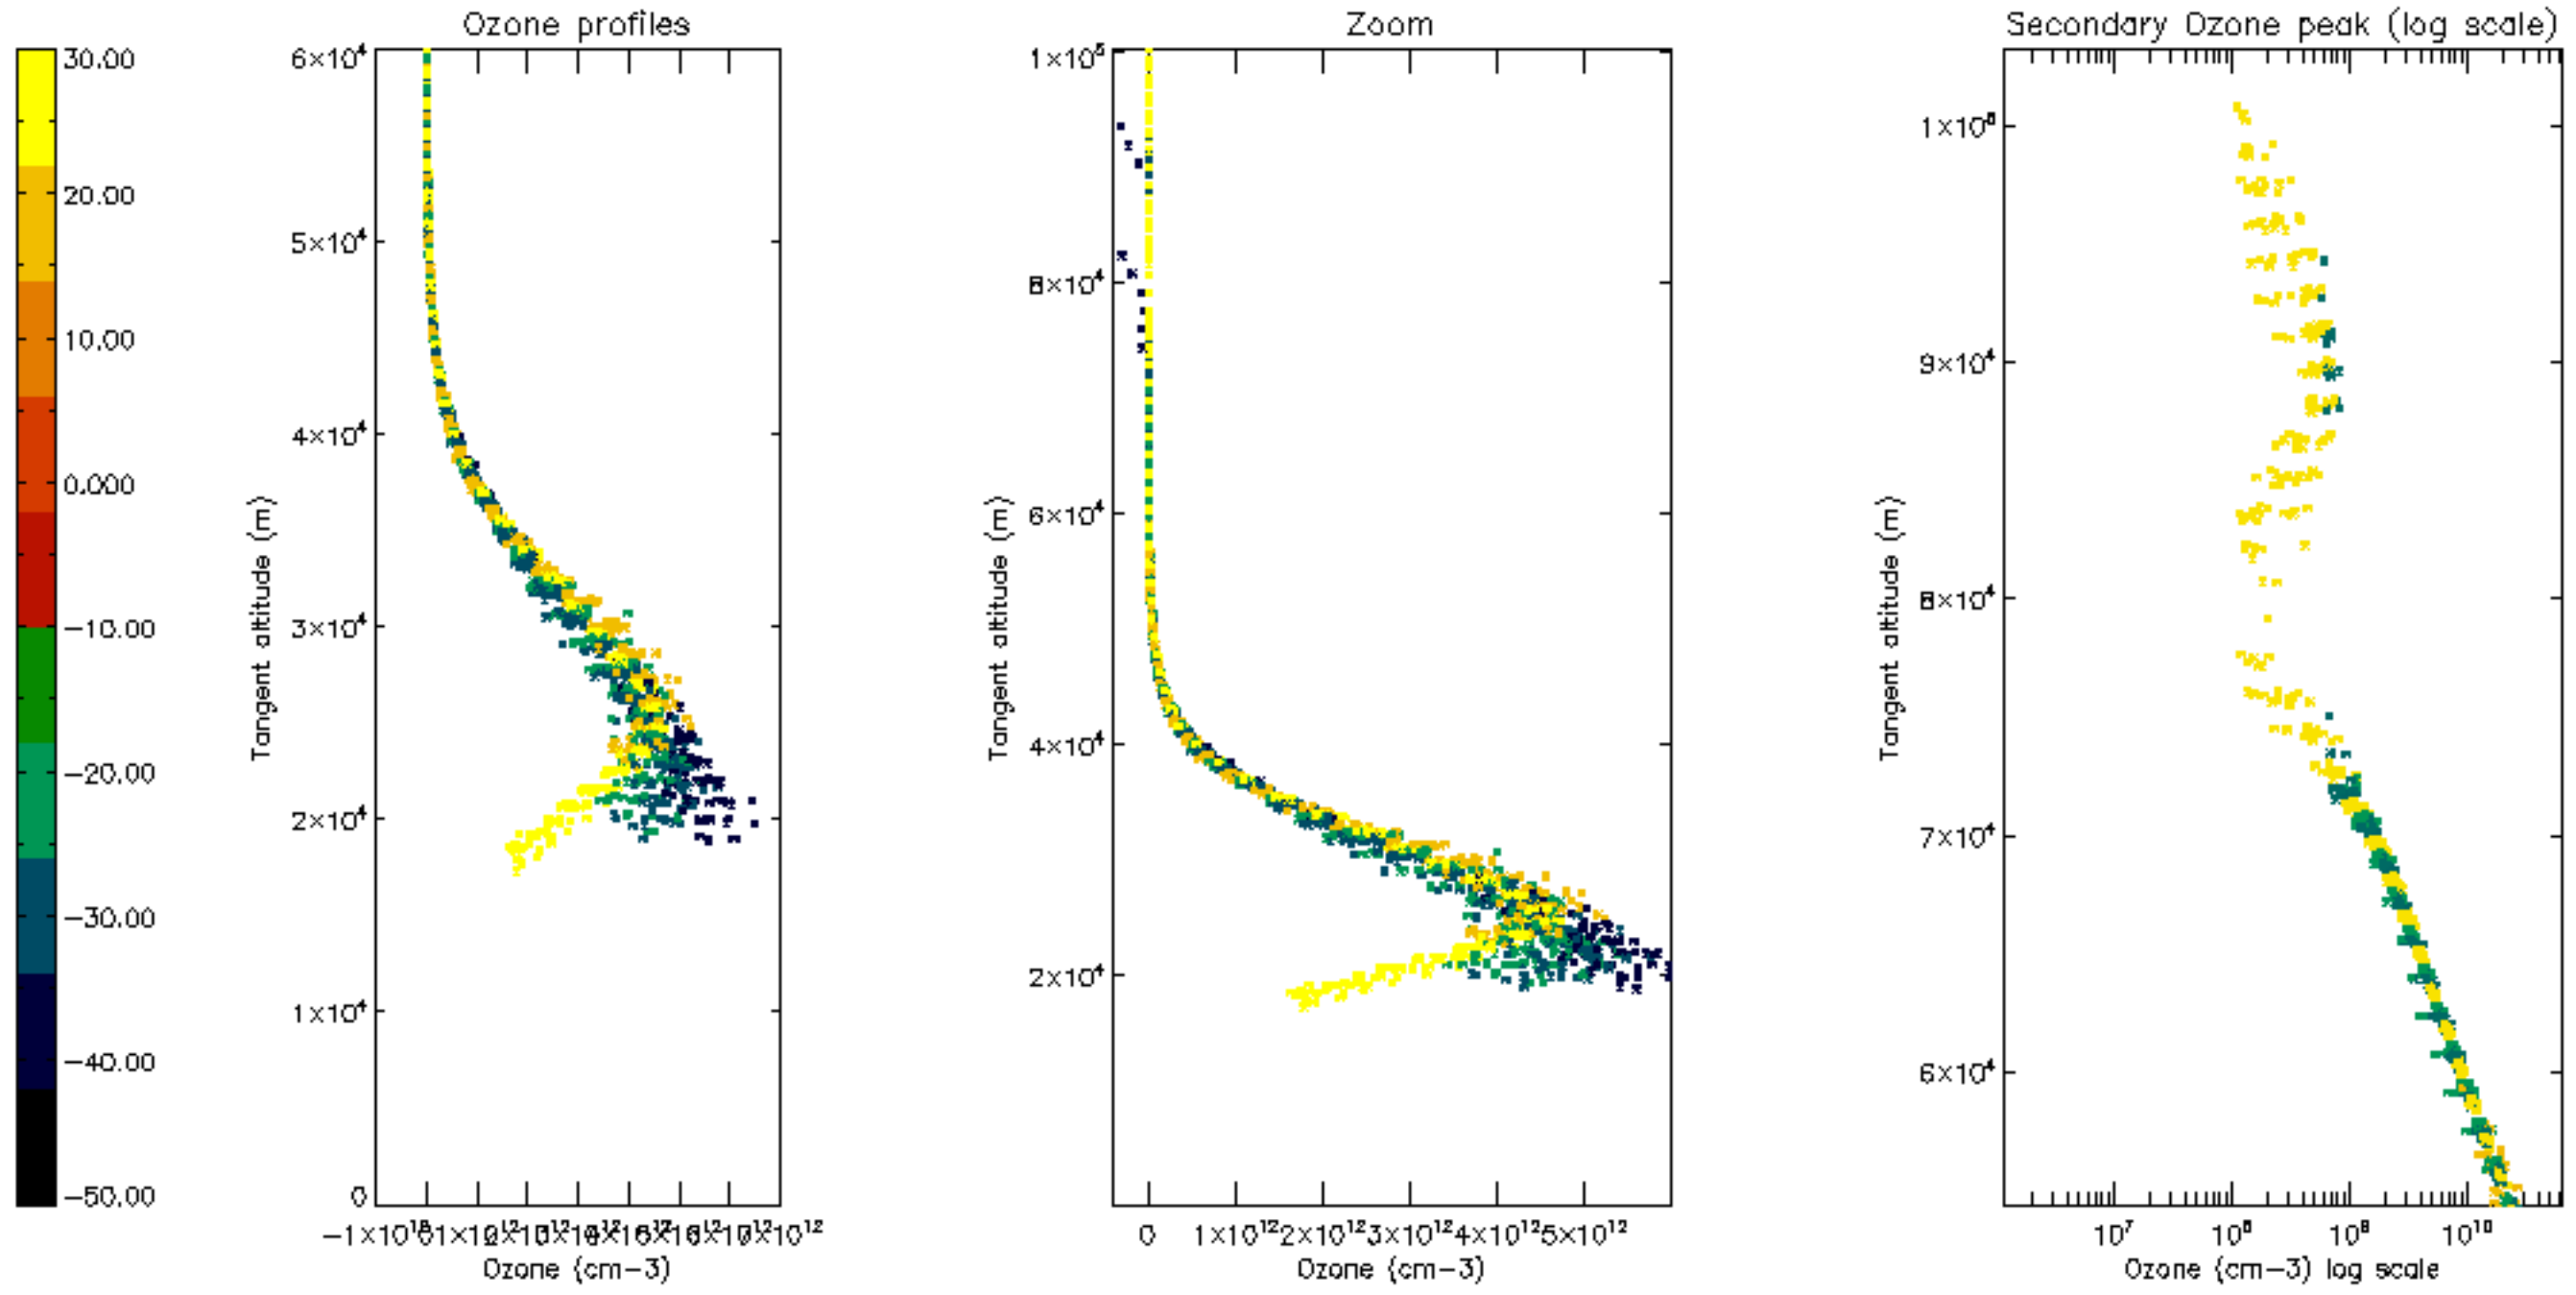 Ozone profiles
Zoom
Secondary Ozone peak (log scale)
30.00
20.00
10.00
0.000
−10.00
−20.00
−30.00
−40.00
−50.00
6×10⁴
5×10⁴
4×10⁴
3×10⁴
2×10⁴
1×10⁴
0
Tangent altitude (m)
7×10¹²
Ozone (cm−3)
1×10⁵
8×10⁴
6×10⁴
4×10⁴
2×10⁴
Tangent altitude (m)
0 1×10¹² 2×10¹² 3×10¹² 4×10¹² 5×10¹²
Ozone (cm−3)
1×10⁵
9×10⁴
8×10⁴
7×10⁴
6×10⁴
Tangent altitude (m)
10⁷ 10⁸ 10⁹ 10¹⁰
Ozone (cm−3) log scale